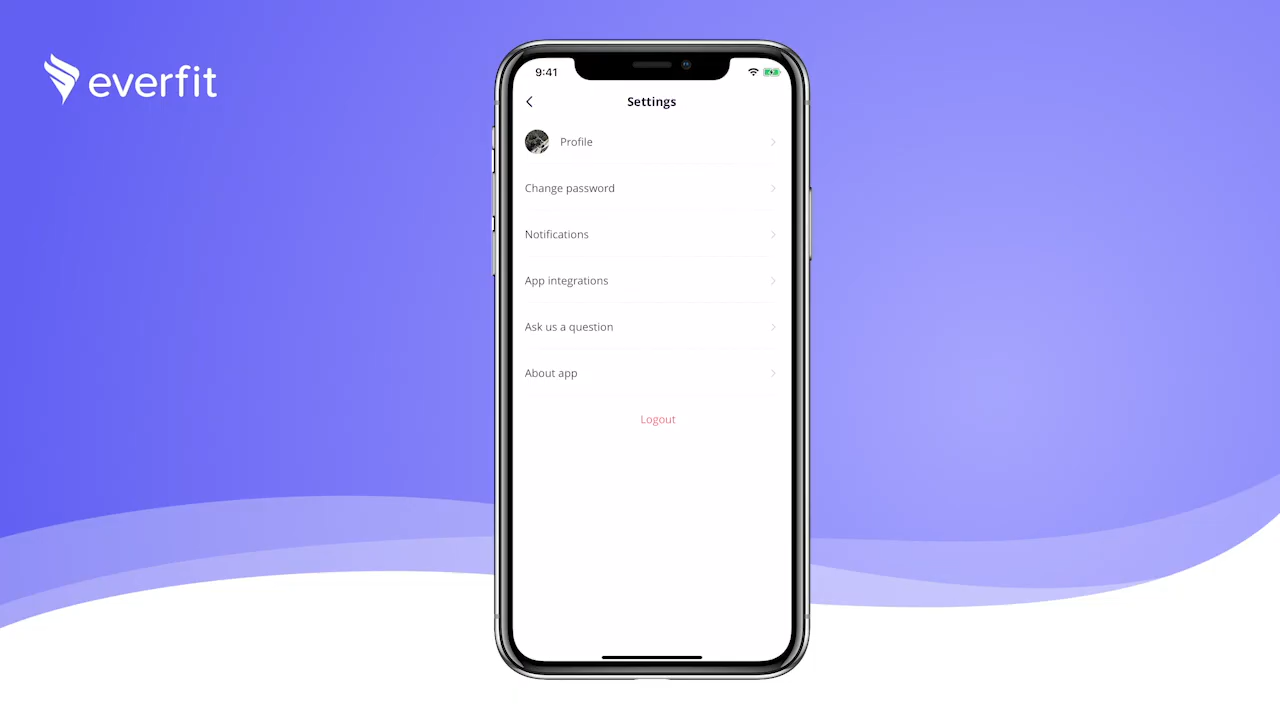 everfit
9:41
Settings
Profile
Change password
Notifications
App integrations
Ask us a question
About app
Logout